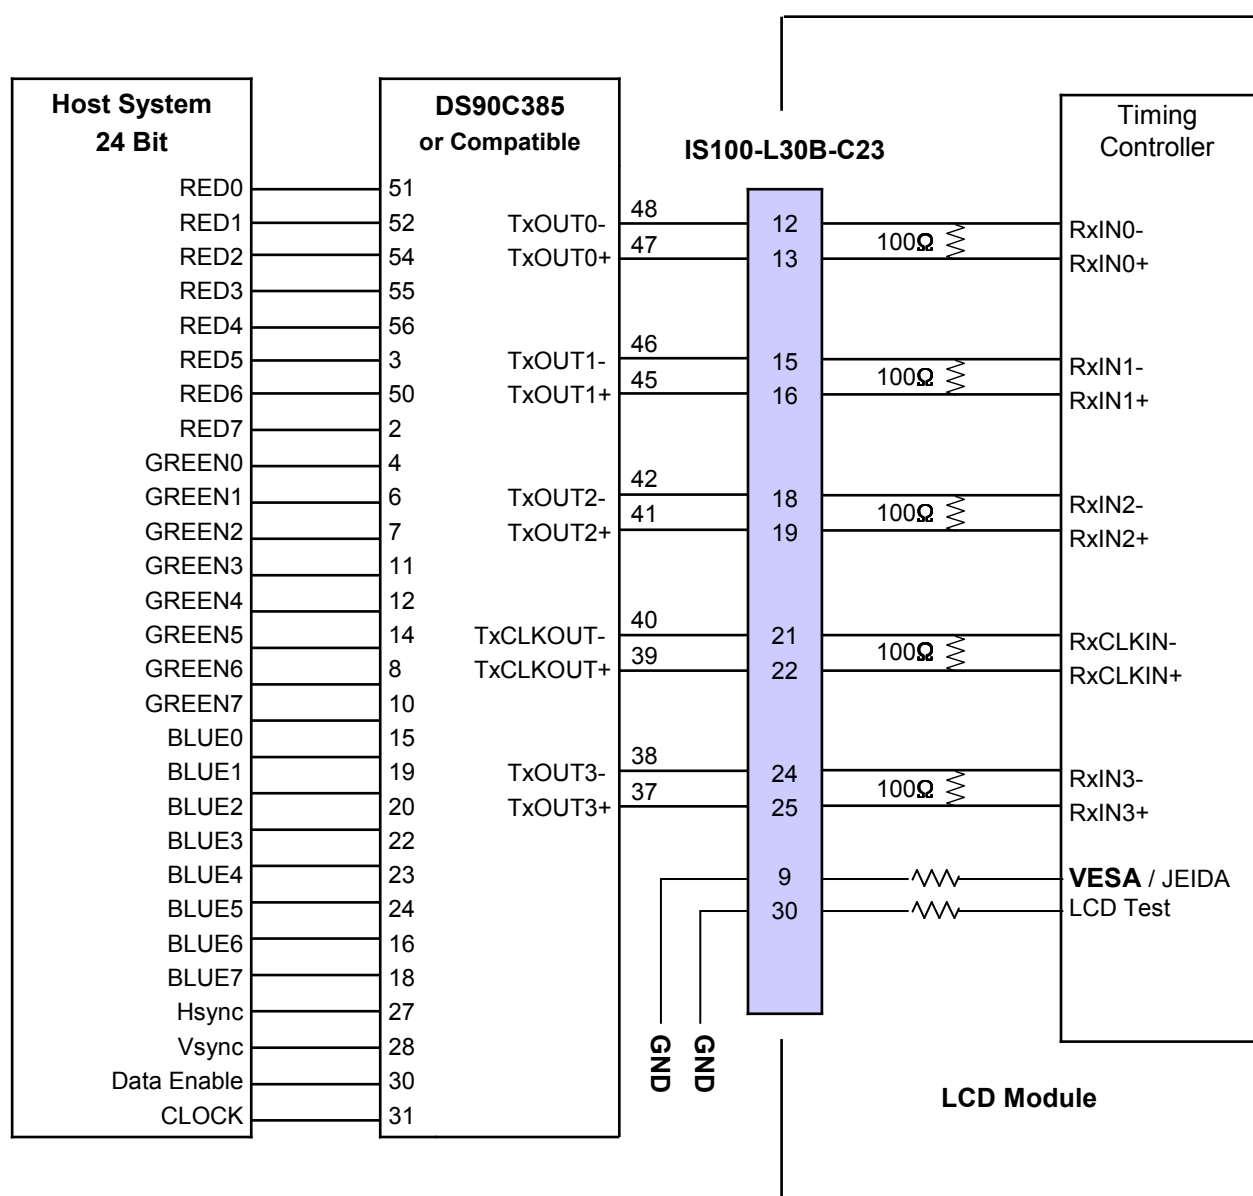 Host System
24 Bit
RED0
RED1
RED2
RED3
RED4
RED5
RED6
RED7
GREEN0
GREEN1
GREEN2
GREEN3
GREEN4
GREEN5
GREEN6
GREEN7
BLUE0
BLUE1
BLUE2
BLUE3
BLUE4
BLUE5
BLUE6
BLUE7
Hsync
Vsync
Data Enable
CLOCK
DS90C385
or Compatible
51
52
54
55
56
3
50
2
4
6
7
11
12
14
8
10
15
19
20
22
23
24
16
18
27
28
30
31
TxOUT0-
TxOUT0+
TxOUT1-
TxOUT1+
TxOUT2-
TxOUT2+
TxCLKOUT-
TxCLKOUT+
TxOUT3-
TxOUT3+
48
47
46
45
42
41
40
39
38
37
GND
GND
IS100-L30B-C23
12
13
15
16
18
19
21
22
24
25
9
30
100Ω
100Ω
100Ω
100Ω
100Ω
Timing
Controller
RxIN0-
RxIN0+
RxIN1-
RxIN1+
RxIN2-
RxIN2+
RxCLKIN-
RxCLKIN+
RxIN3-
RxIN3+
VESA / JEIDA
LCD Test
LCD Module